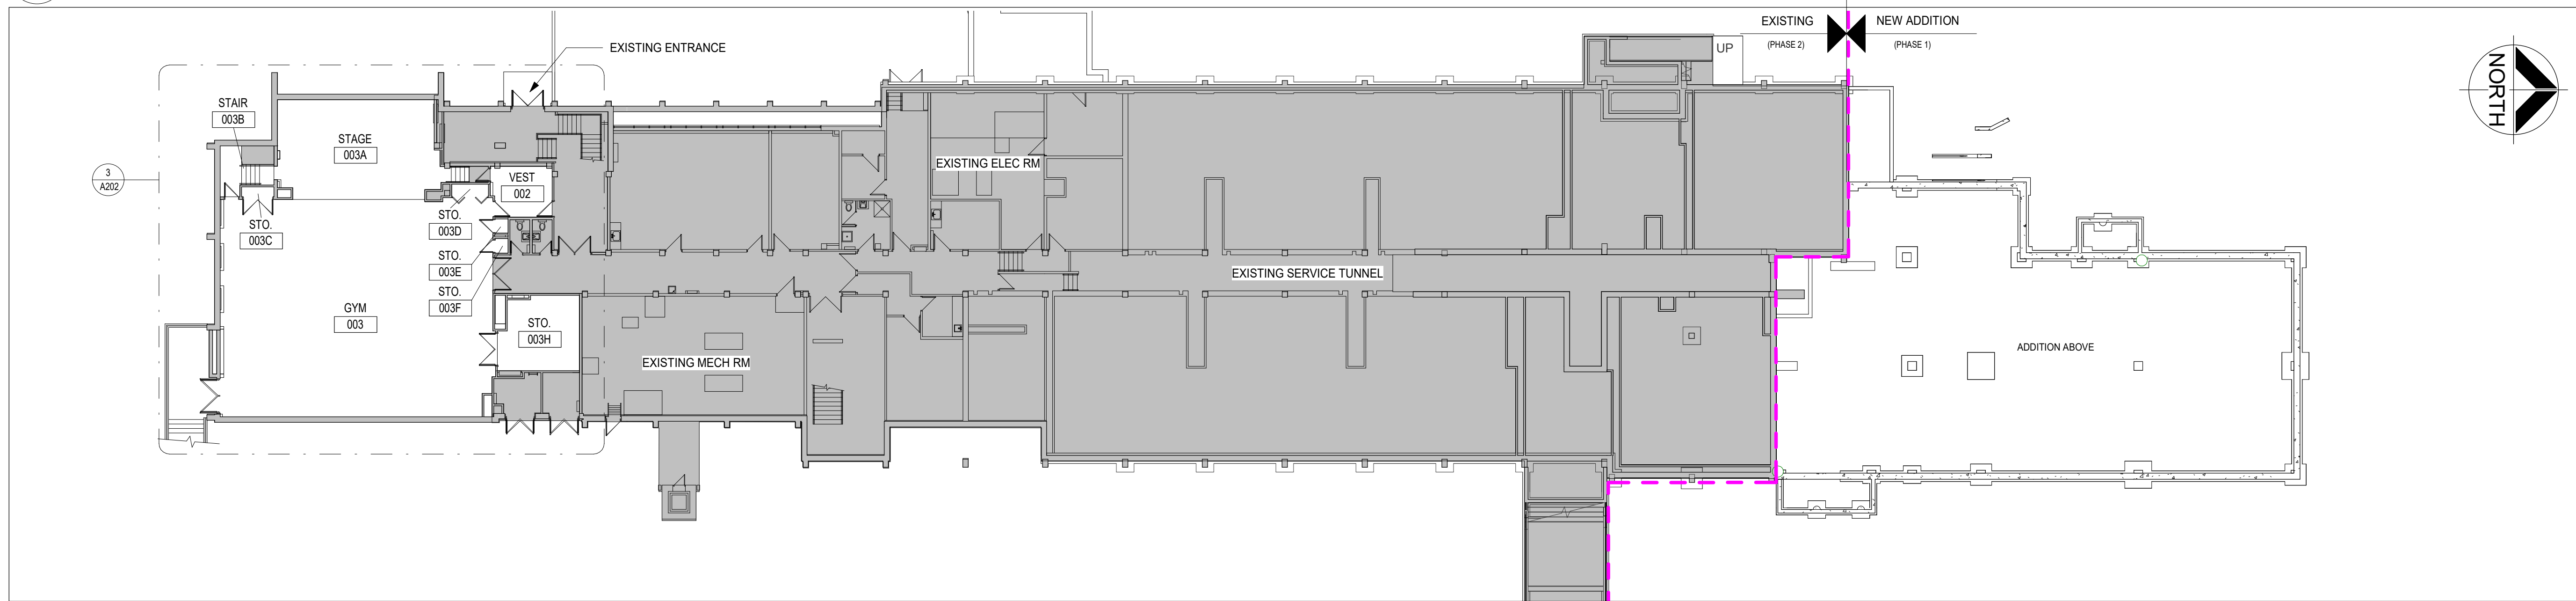 EXISTING
NEW ADDITION
(PHASE 2)
(PHASE 1)
UP
EXISTING ENTRANCE
NORTH
STAIR
003B
STAGE
003A
3
A202
VEST
002
EXISTING ELEC RM
STO.
003C
STO.
003D
STO.
003E
STO.
003F
EXISTING SERVICE TUNNEL
GYM
003
STO.
003H
EXISTING MECH RM
ADDITION ABOVE